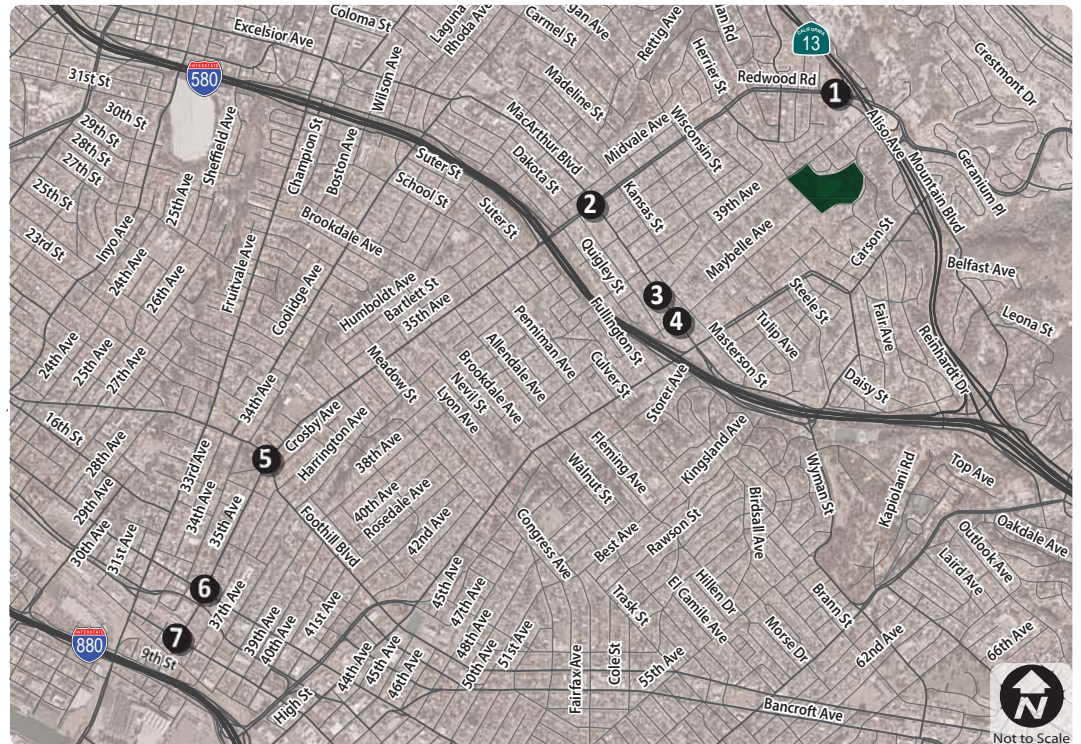 Excelsior Ave
Coloma St
Laguna
Rhoda Ave
Carmel St
gan Ave
Rettig Ave
lan Rd
Herrier St
CALIFORNIA
13
Redwood Rd
1
Crestmont Dr
31st St
INTERSTATE
580
Wilson Ave
Madeline St
30th St
29th St
28th St
27th St
25th St
23rd St
Sheffield Ave
25th Ave
Champion St
Boston Ave
Suter St
School St
MacArthur Blvd
Dakota St
Midvale Ave
Wisconsin St
Aliso Ave
Mountain Blvd
Geranium Pl
2
Kansas St
39th Ave
Maybelle Ave
Carson St
Belfast Ave
Leona St
Inyo Ave
24th Ave
26th Ave
Fruitvale Ave
Brookdale Ave
Coolidge Ave
Suter St
Quigley St
3
4
Humboldt Ave
Bartlett St
35th Ave
Penniman Ave
Fullington St
Masterson St
Steele St
Tulip Ave
Fair Ave
Reinhardt Dr
Daisy St
24th Ave
25th Ave
27th Ave
34th Ave
Meadow St
Allendale Ave
Brookdale Ave
Nevil St
Lyon Ave
Culver St
Storer Ave
16th St
28th Ave
29th Ave
30th Ave
31st Ave
33rd Ave
34th Ave
35th Ave
5
Crosby Ave
Harrington Ave
38th Ave
40th Ave
Rosedale Ave
42nd Ave
Foothill Blvd
Fleming Ave
Walnut St
Kingsland Ave
Wyman St
Kapiolani Rd
Top Ave
Oakdale Ave
Outlook Ave
Laird Ave
Congress Ave
Best Ave
Rawson St
Birdsall Ave
6
37th Ave
7
9th St
INTERSTATE
880
39th Ave
40th Ave
41st Ave
44th Ave
45th Ave
46th Ave
High St
45th Ave
47th Ave
48th Ave
50th Ave
51st Ave
Fairfax Ave
Cole St
55th Ave
Trask St
El Camile Ave
Hillen Dr
Morse Dr
Brann St
62nd Ave
66th Ave
Bancroft Ave
N
Not to Scale